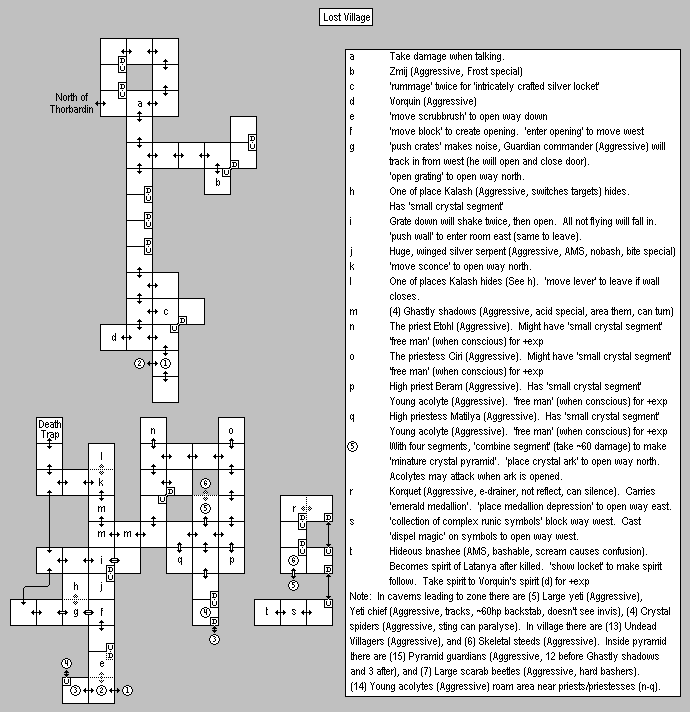 Lost Village
North of
Thorbardin
a
b
c
d
2
1
Death
Trap
n
o
l
k
6
m
5
m
m
i
q
p
h
j
g
f
4
3
e
4
3
2
1
r
6
5
t
s
D
U
a Take damage when talking.
b Zmij (Aggressive, Frost special)
c 'rummage' twice for 'intricately crafted silver locket'
d Vorquin (Aggressive)
e 'move scrubbrush' to open way down
f 'move block' to create opening. 'enter opening' to move west
g 'push crates' makes noise, Guardian commander (Aggressive) will
track in from west (he will open and close door).
'open grating' to open way north.
h One of place Kalash (Aggressive, switches targets) hides.
Has 'small crystal segment'
i Grate down will shake twice, then open. All not flying will fall in.
'push wall' to enter room east (same to leave).
j Huge, winged silver serpent (Aggressive, AMS, nobash, bite special)
k 'move sconce' to open way north.
l One of places Kalash hides (See h). 'move lever' to leave if wall
closes.
m (4) Ghastly shadows (Aggressive, acid special, area them, can turn)
n The priest Etohl (Aggressive). Might have 'small crystal segment'
'free man' (when conscious) for +exp
o The priestess Ciri (Aggressive). Might have 'small crystal segment'
'free man' (when conscious) for +exp
p High priest Beram (Aggressive). Has 'small crystal segment'
Young acolyte (Aggressive). 'free man' (when conscious) for +exp
q High priestess Matilya (Aggressive). Has 'small crystal segment'
Young acolyte (Aggressive). 'free man' (when conscious) for +exp
5 With four segments, 'combine segment' (take ~60 damage) to make
'minature crystal pyramid'. 'place crystal ark' to open way north.
Acolytes may attack when ark is opened.
r Korquet (Aggressive, e-drainer, not reflect, can silence). Carries
'emerald medallion'. 'place medallion depression' to open way east.
s 'collection of complex runic symbols' block way west. Cast
'dispel magic' on symbols to open way west.
t Hideous bnashee (AMS, bashable, scream causes confusion).
Becomes spirit of Latanya after killed. 'show locket' to make spirit
follow. Take spirit to Vorquin's spirit (d) for +exp
Note: In caverns leading to zone there are (5) Large yeti (Aggressive),
Yeti chief (Aggressive, tracks, ~60hp backstab, doesn't see invis), (4) Crystal
spiders (Aggressive, sting can paralyse). In village there are (13) Undead
Villagers (Aggressive), and (6) Skeletal steeds (Aggressive). Inside pyramid
there are (15) Pyramid guardians (Aggressive, 12 before Ghastly shadows
and 3 after), and (7) Large scarab beetles (Aggressive, hard bashers).
(14) Young acolytes (Aggressive) roam area near priests/priestesses (n-q).